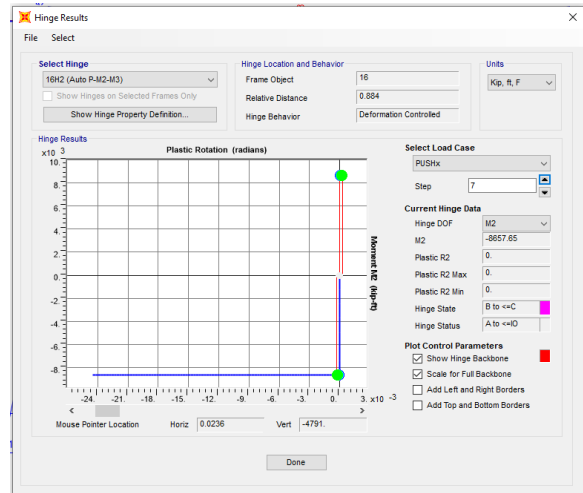 Hinge Results
File Select
Select Hinge
16H2 (Auto P-M2-M3)
Show Hinges on Selected Frames Only
Show Hinge Property Definition...
Hinge Location and Behavior
Frame Object 16
Relative Distance 0.884
Hinge Behavior Deformation Controlled
Units
Kip, ft, F
Hinge Results
x10 3
Plastic Rotation (radians)
10.
8.
6.
4.
2.
0.
-2.
-4.
-6.
-8.
Moment M2 (kip-ft)
-24. -21. -18. -15. -12. -9. -6. -3. 0. 3. x10 -3
Mouse Pointer Location Horiz 0.0236 Vert -4791.
Select Load Case
PUSHx
Step 7
Current Hinge Data
Hinge DOF M2
M2 -8657.65
Plastic R2 0.
Plastic R2 Max 0.
Plastic R2 Min 0.
Hinge State B to <=C
Hinge Status A to <=IO
Plot Control Parameters
Show Hinge Backbone
Scale for Full Backbone
Add Left and Right Borders
Add Top and Bottom Borders
Done